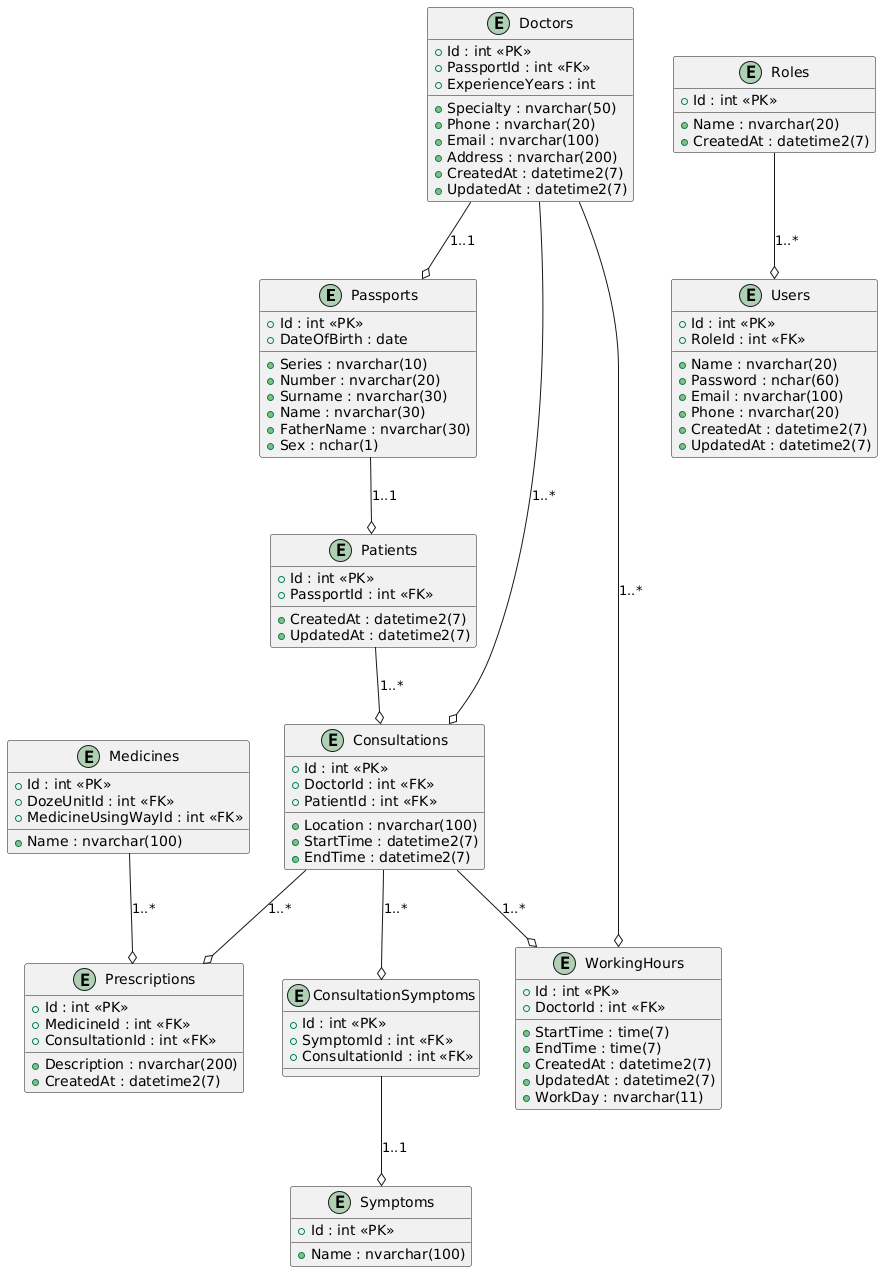 E Doctors
Id : int «PK»
PassportId : int «FK»
ExperienceYears : int
Specialty : nvarchar(50)
Phone : nvarchar(20)
Email : nvarchar(100)
Address : nvarchar(200)
CreatedAt : datetime2(7)
UpdatedAt : datetime2(7)
E Roles
Id : int «PK»
Name : nvarchar(20)
CreatedAt : datetime2(7)
1..1
1..*
E Passports
Id : int «PK»
DateOfBirth : date
Series : nvarchar(10)
Number : nvarchar(20)
Surname : nvarchar(30)
Name : nvarchar(30)
FatherName : nvarchar(30)
Sex : nchar(1)
E Users
Id : int «PK»
RoleId : int «FK»
Name : nvarchar(20)
Password : nchar(60)
Email : nvarchar(100)
Phone : nvarchar(20)
CreatedAt : datetime2(7)
UpdatedAt : datetime2(7)
1..1
1..*
E Patients
Id : int «PK»
PassportId : int «FK»
CreatedAt : datetime2(7)
UpdatedAt : datetime2(7)
1..*
1..*
E Medicines
Id : int «PK»
DozeUnitId : int «FK»
MedicineUsingWayId : int «FK»
Name : nvarchar(100)
E Consultations
Id : int «PK»
DoctorId : int «FK»
PatientId : int «FK»
Location : nvarchar(100)
StartTime : datetime2(7)
EndTime : datetime2(7)
1..*
1..*
1..*
1..*
E Prescriptions
Id : int «PK»
MedicineId : int «FK»
ConsultationId : int «FK»
Description : nvarchar(200)
CreatedAt : datetime2(7)
E ConsultationSymptoms
Id : int «PK»
SymptomId : int «FK»
ConsultationId : int «FK»
E WorkingHours
Id : int «PK»
DoctorId : int «FK»
StartTime : time(7)
EndTime : time(7)
CreatedAt : datetime2(7)
UpdatedAt : datetime2(7)
WorkDay : nvarchar(11)
1..1
E Symptoms
Id : int «PK»
Name : nvarchar(100)